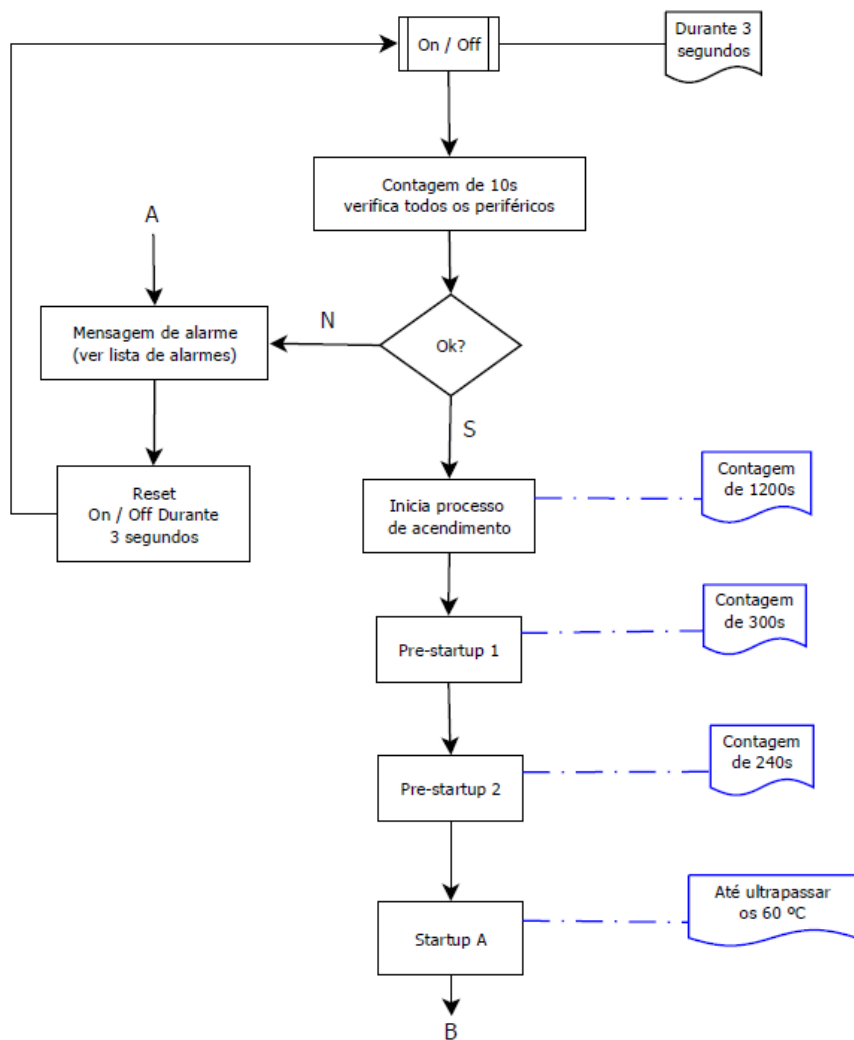 On / Off
Durante 3
segundos
Contagem de 10s
verifica todos os periféricos
A
Mensagem de alarme
(ver lista de alarmes)
N
Ok?
S
Reset
On / Off Durante
3 segundos
Inicia processo
de acendimento
Contagem
de 1200s
Pre-startup 1
Contagem
de 300s
Pre-startup 2
Contagem
de 240s
Startup A
Até ultrapassar
os 60 ºC
B